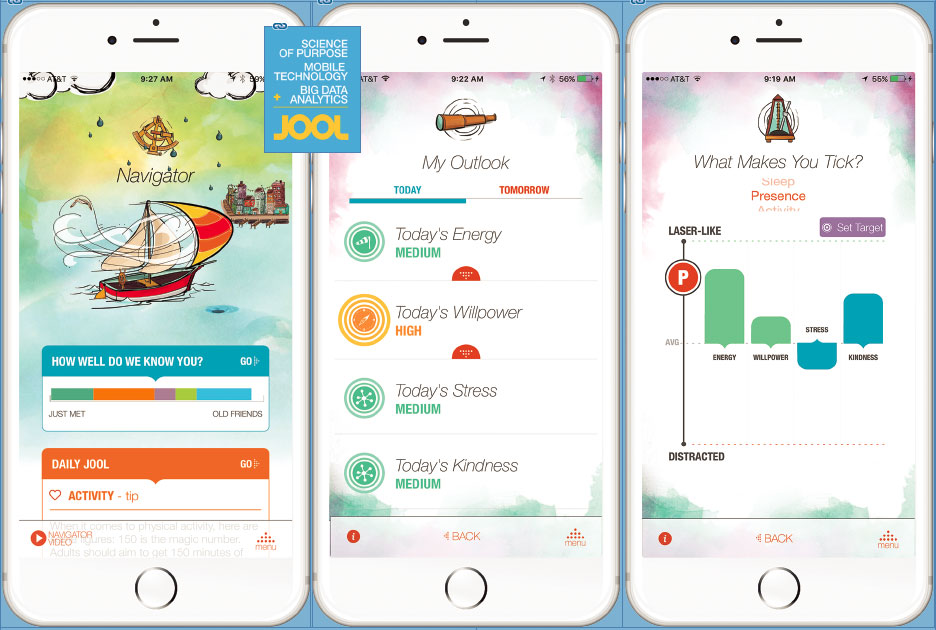 SCIENCE
OF PURPOSE
MOBILE
TECHNOLOGY
BIG DATA
+ ANALYTICS
JOOL
AT&T
9:27 AM
59%
Navigator
HOW WELL DO WE KNOW YOU?
GO
JUST MET
OLD FRIENDS
DAILY JOOL
GO
ACTIVITY - tip
When it comes to physical activity, here are
figures: 150 is the magic number.
Adults should aim to get 150 minutes of
NAVIGATOR
VIDEO
menu
AT&T
9:22 AM
56%
My Outlook
TODAY
TOMORROW
Today's Energy
MEDIUM
Today's Willpower
HIGH
Today's Stress
MEDIUM
Today's Kindness
MEDIUM
i
BACK
menu
AT&T
9:19 AM
55%
What Makes You Tick?
Sleep
Presence
Activity
Set Target
LASER-LIKE
P
STRESS
AVG
ENERGY
WILLPOWER
KINDNESS
DISTRACTED
i
BACK
menu